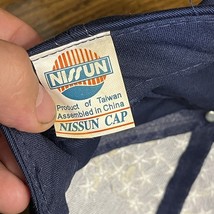 NISSUN
Product of Taiwan
Assembled in China
NISSUN CAP